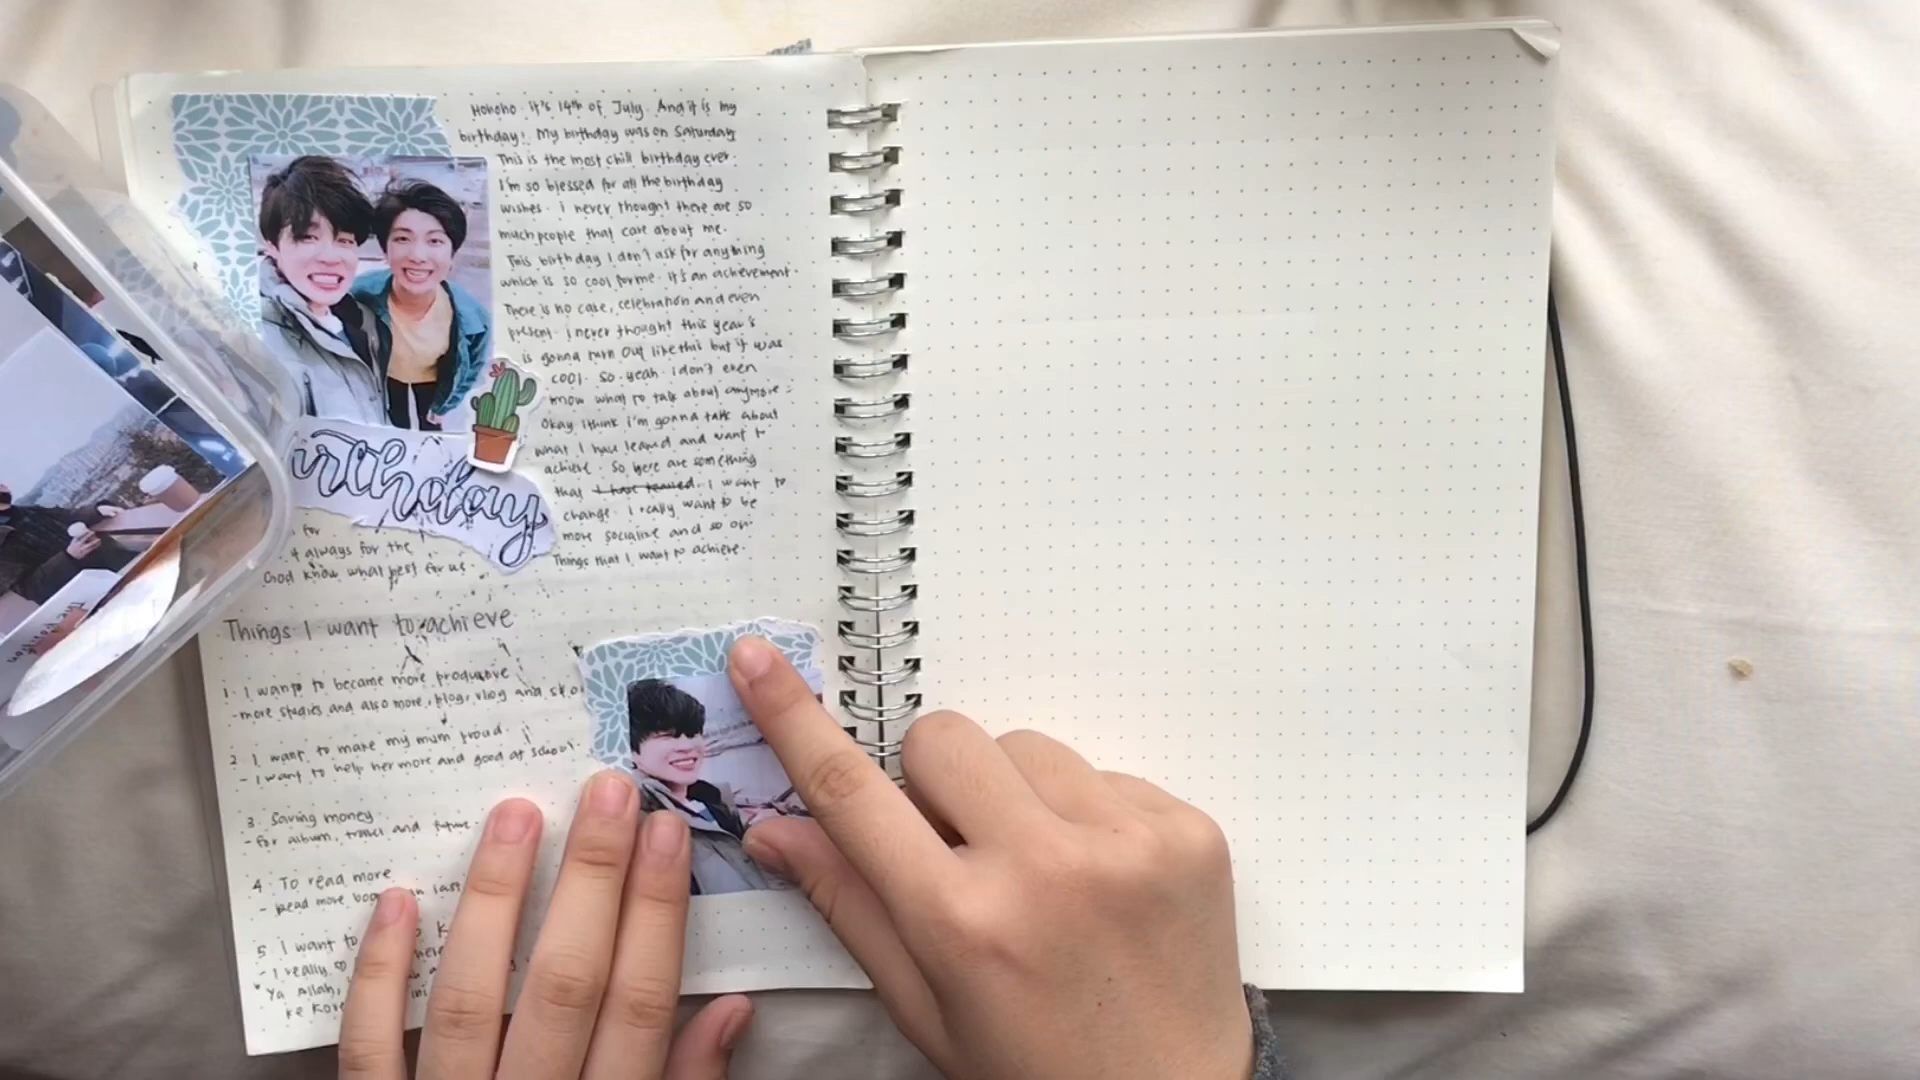 Hohoho. it's 14th of July. And it is my
birthday! My birthday was on Saturday
This is the most chill birthday ever.
I'm so blessed for all the birthday
wishes. i never thought there are so
much people that care about me.
This birthday I don't ask for anything
which is so cool for me. it's an achievement.
There is no cake, celebration and even
present. i never thought this year's
is gonna turn out like this but it was
cool. So yeah. i don't even
know what to talk about anymore.
Okay i think i'm gonna talk about
what I have learned and want to
achieve. So here are something
that I have learned. I want to
change. I really want to be
more socialize and so on.
Things that I want to achieve.
irthday
for
always for the
God know what best for us.
Things I want to achieve
1. I want to became more productive
- more studies and also more blog, vlog and
2. I want to make my mum proud.
- I want to help her more and good at school.
3. Saving money.
- for album, travel and future.
4. To read more
- Read more last
5. I want to
- I really
Ya Allah,
ke